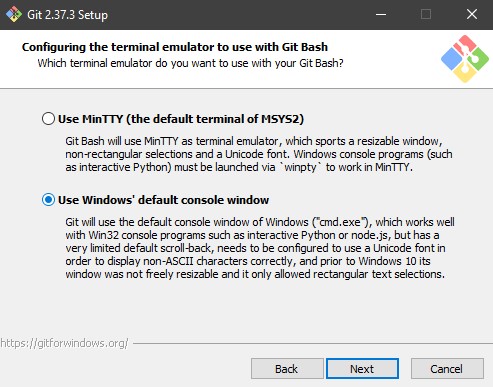 Git 2.37.3 Setup
Configuring the terminal emulator to use with Git Bash
Which terminal emulator do you want to use with your Git Bash?
Use MinTTY (the default terminal of MSYS2)
Git Bash will use MinTTY as terminal emulator, which sports a resizable window,
non-rectangular selections and a Unicode font. Windows console programs (such
as interactive Python) must be launched via `winpty` to work in MinTTY.
Use Windows' default console window
Git will use the default console window of Windows ("cmd.exe"), which works well
with Win32 console programs such as interactive Python or node.js, but has a
very limited default scroll-back, needs to be configured to use a Unicode font in
order to display non-ASCII characters correctly, and prior to Windows 10 its
window was not freely resizable and it only allowed rectangular text selections.
https://gitforwindows.org/
Back
Next
Cancel